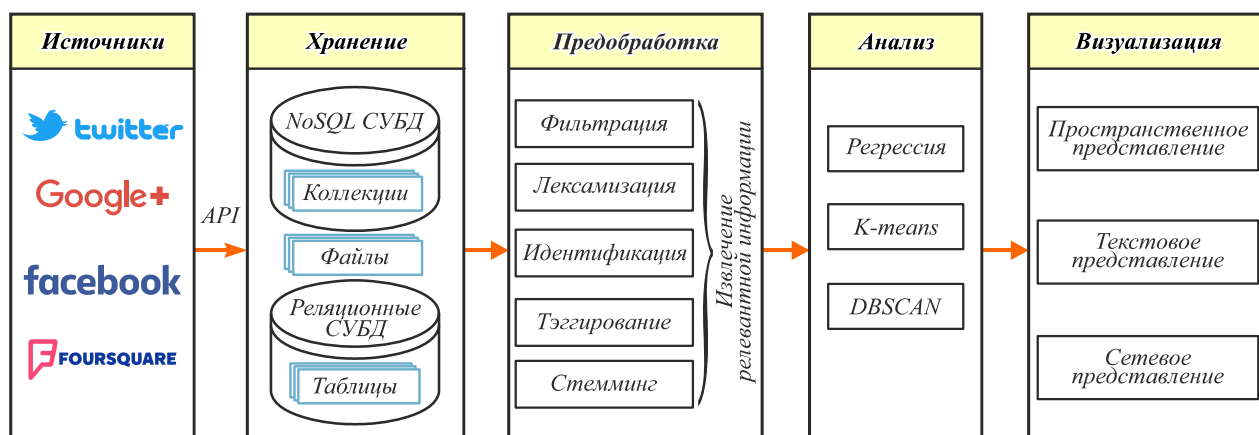 Источники
twitter
Google+
facebook
FOURSQUARE
API
Хранение
NoSQL СУБД
Коллекции
Файлы
Реляционные
СУБД
Таблицы
Предобработка
Фильтрация
Лексамизация
Идентификация
Тэггирование
Стемминг
Извлечение
релевантной информации
Анализ
Регрессия
K-means
DBSCAN
Визуализация
Пространственное
представление
Текстовое
представление
Сетевое
представление